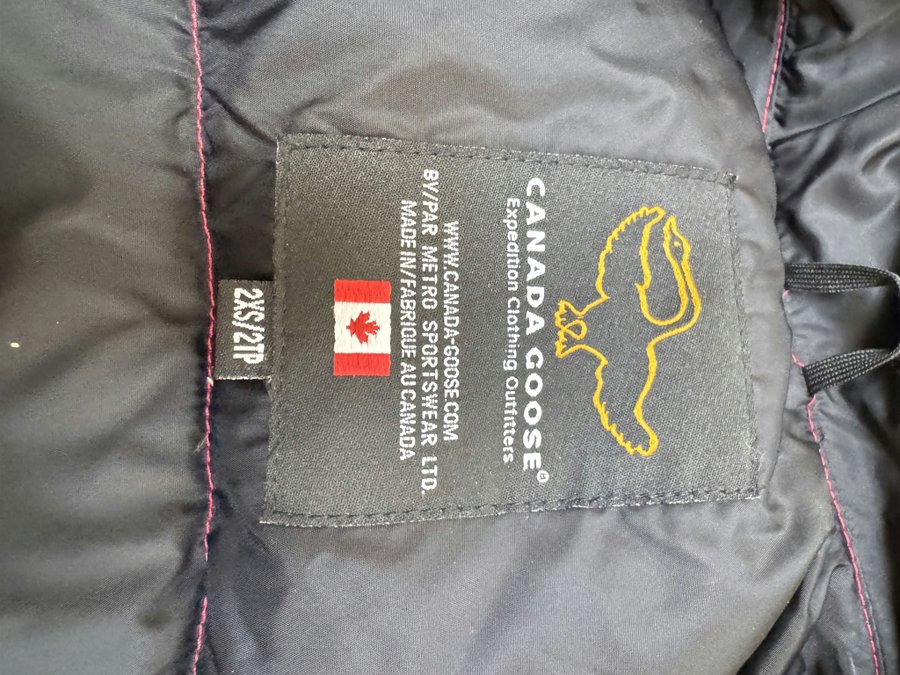 CANADA GOOSE®
Expedition Clothing Outfitters
WWW.CANADA-GOOSE.COM
BY/PAR METRO SPORTSWEAR LTD.
MADE IN/FABRIQUE AU CANADA
2XS/2TP